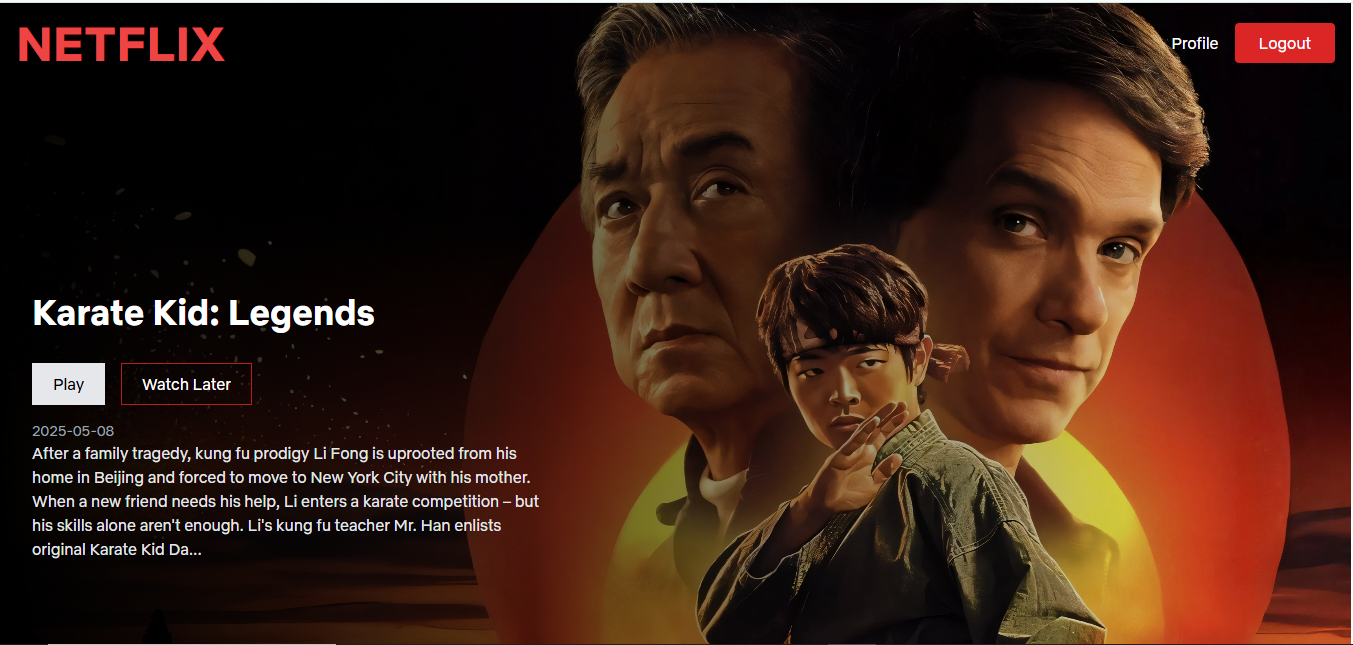 NETFLIX
Profile
Logout
Karate Kid: Legends
Play
Watch Later
2025-05-08
After a family tragedy, kung fu prodigy Li Fong is uprooted from his
home in Beijing and forced to move to New York City with his mother.
When a new friend needs his help, Li enters a karate competition – but
his skills alone aren't enough. Li's kung fu teacher Mr. Han enlists
original Karate Kid Da...